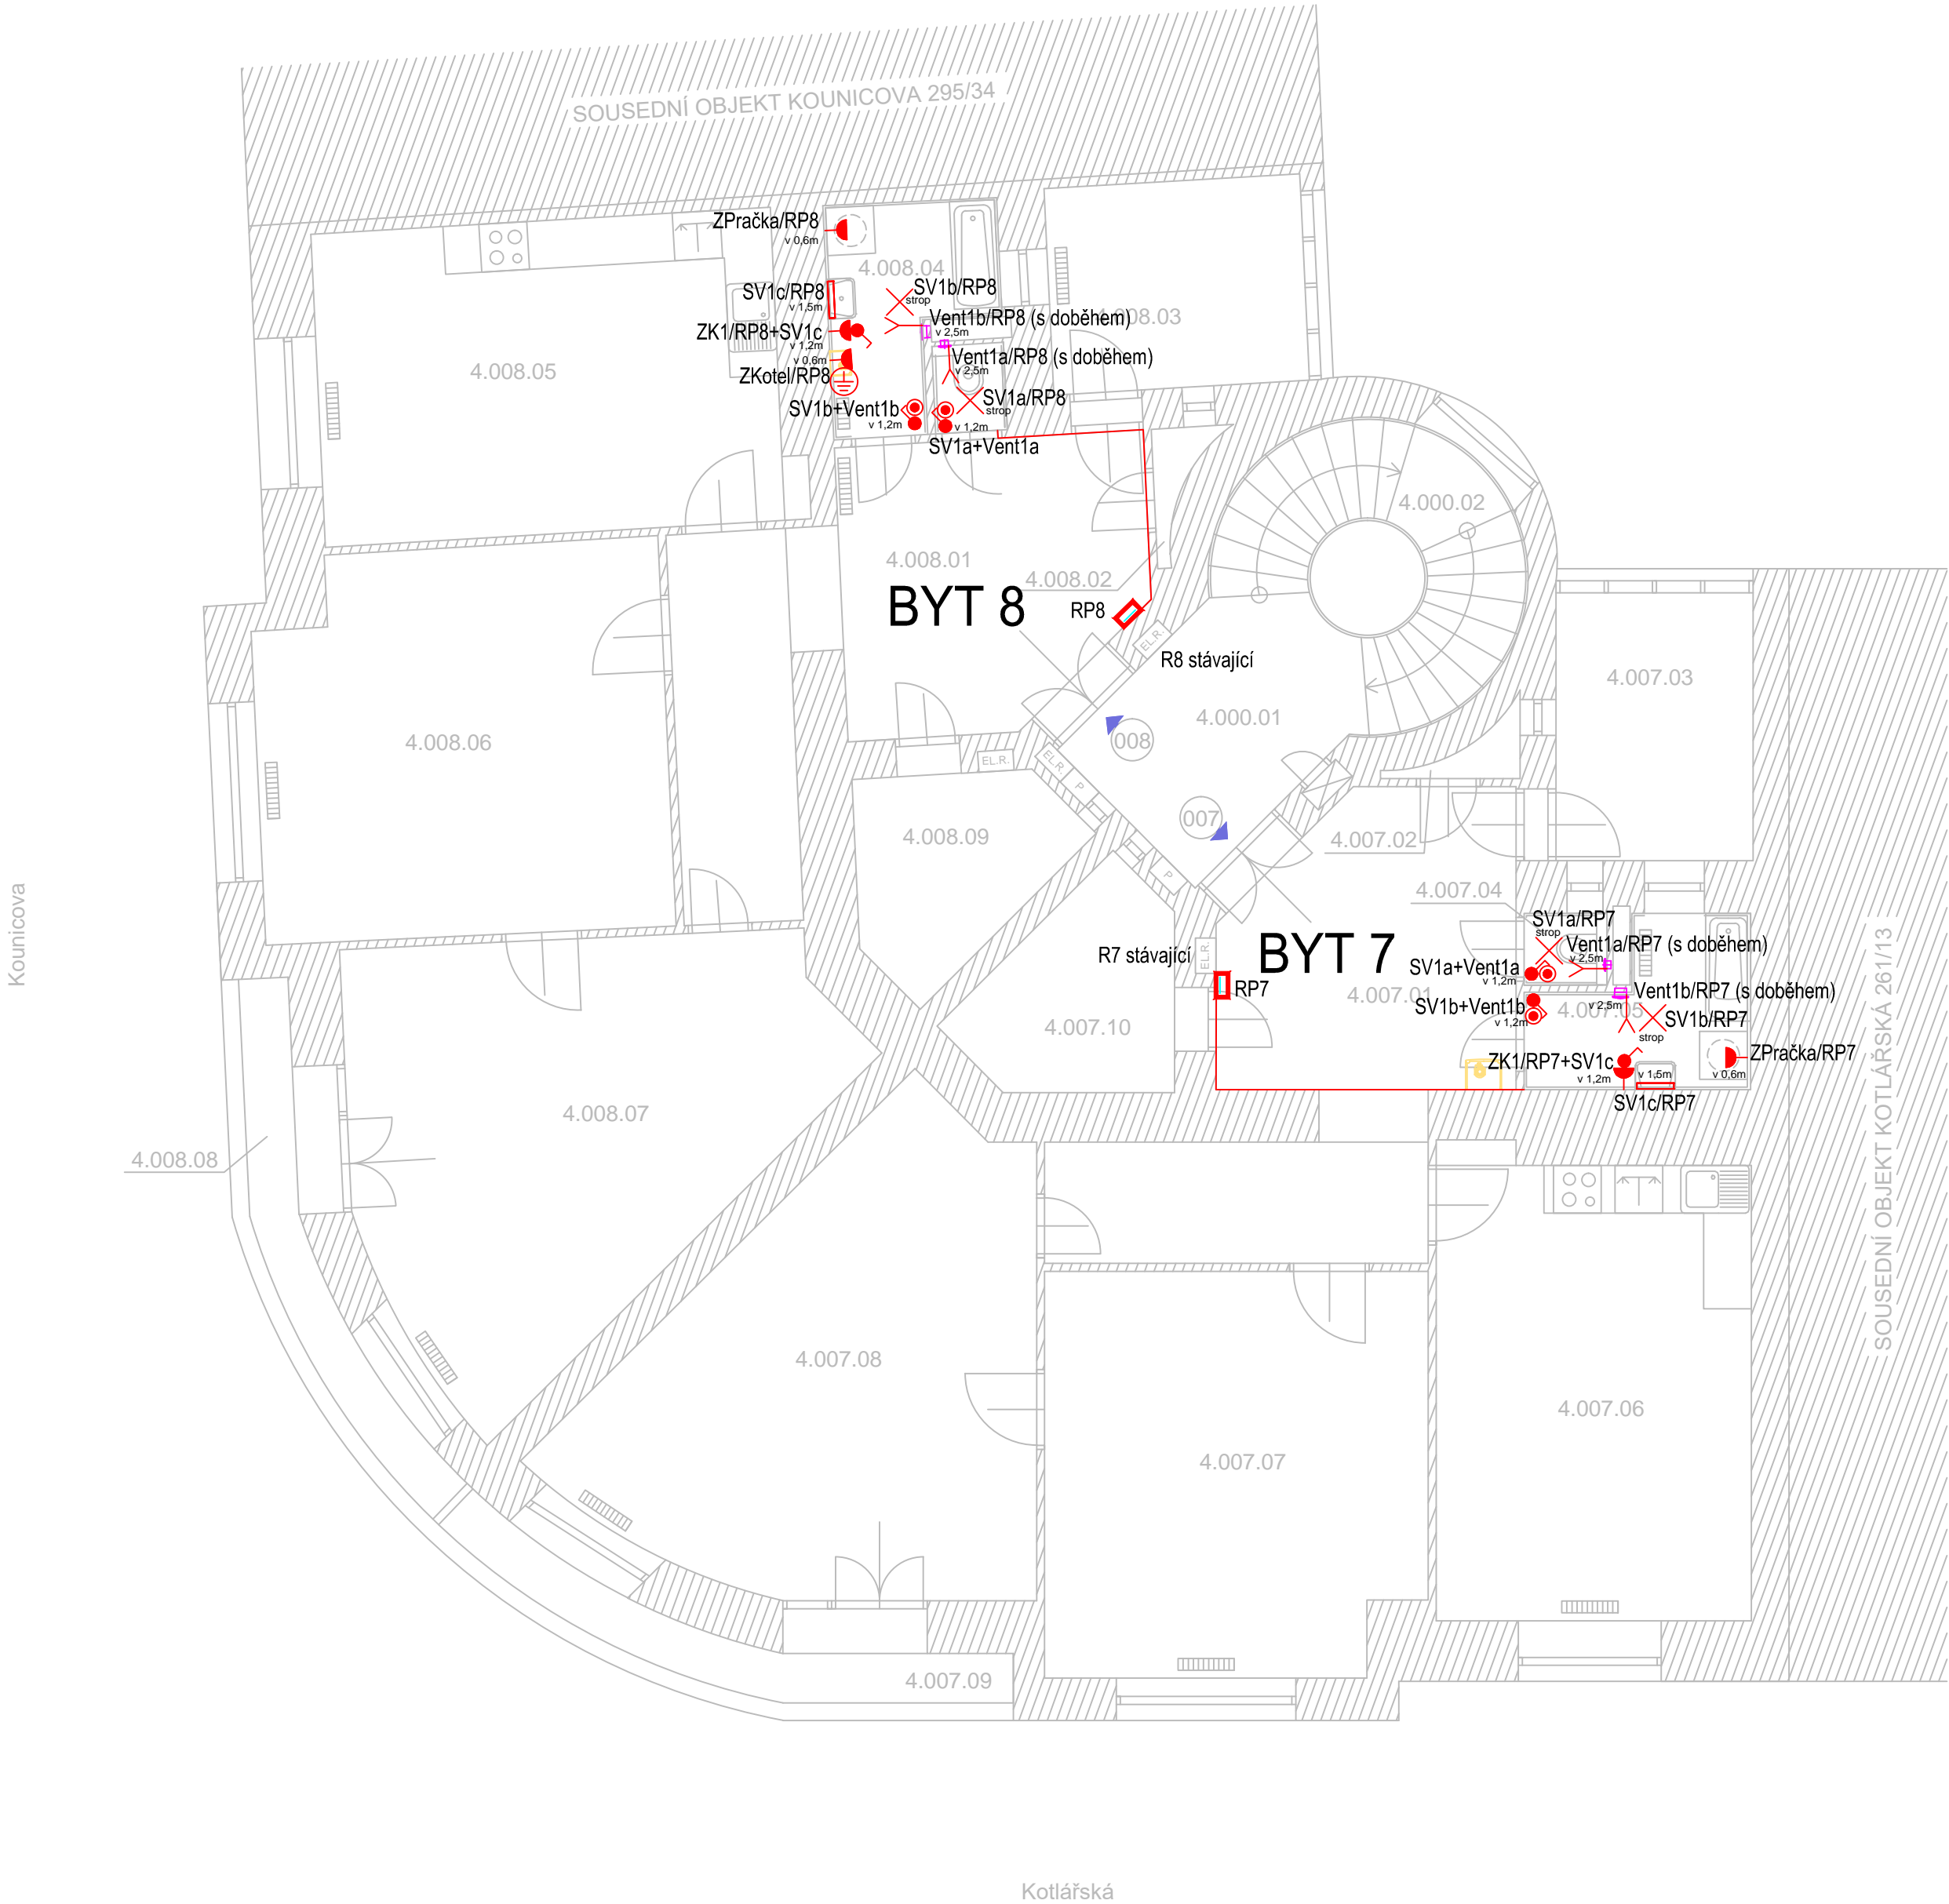 SOUSEDNÍ OBJEKT KOUNICOVA 295/34
ZPračka/RP8
v 0,6m
4.008.04
SV1c/RP8
v 1,5m
SV1b/RP8
strop
ZK1/RP8+SV1c
v 1,2m
Vent1b/RP8 (s doběhem)
v 2,5m
4.008.03
v 0,6m
ZKotel/RP8
Vent1a/RP8 (s doběhem)
v 2,5m
SV1a/RP8
strop
SV1b+Vent1b
v 1,2m
v 1,2m
SV1a+Vent1a
4.008.05
4.000.02
4.008.01
4.008.02
BYT 8
RP8
EL.R.
R8 stávající
4.007.03
4.000.01
008
4.008.06
EL.R.
EL.R.
P
007
4.008.09
4.007.02
P
4.007.04
SV1a/RP7
strop
Vent1a/RP7 (s doběhem)
v 2,5m
BYT 7
EL.R.
R7 stávající
SV1a+Vent1a
v 1,2m
RP7
4.007.01
Vent1b/RP7 (s doběhem)
v 2,5m
SV1b+Vent1b
v 1,2m
4.007.05
SV1b/RP7
strop
4.007.10
ZK1/RP7+SV1c
v 1,2m
v 1,5m
ZPračka/RP7
v 0,6m
SV1c/RP7
Kounicova
SOUSEDNÍ OBJEKT KOTLÁŘSKÁ 261/13
4.008.07
4.008.08
4.007.08
4.007.06
4.007.07
4.007.09
Kotlářská